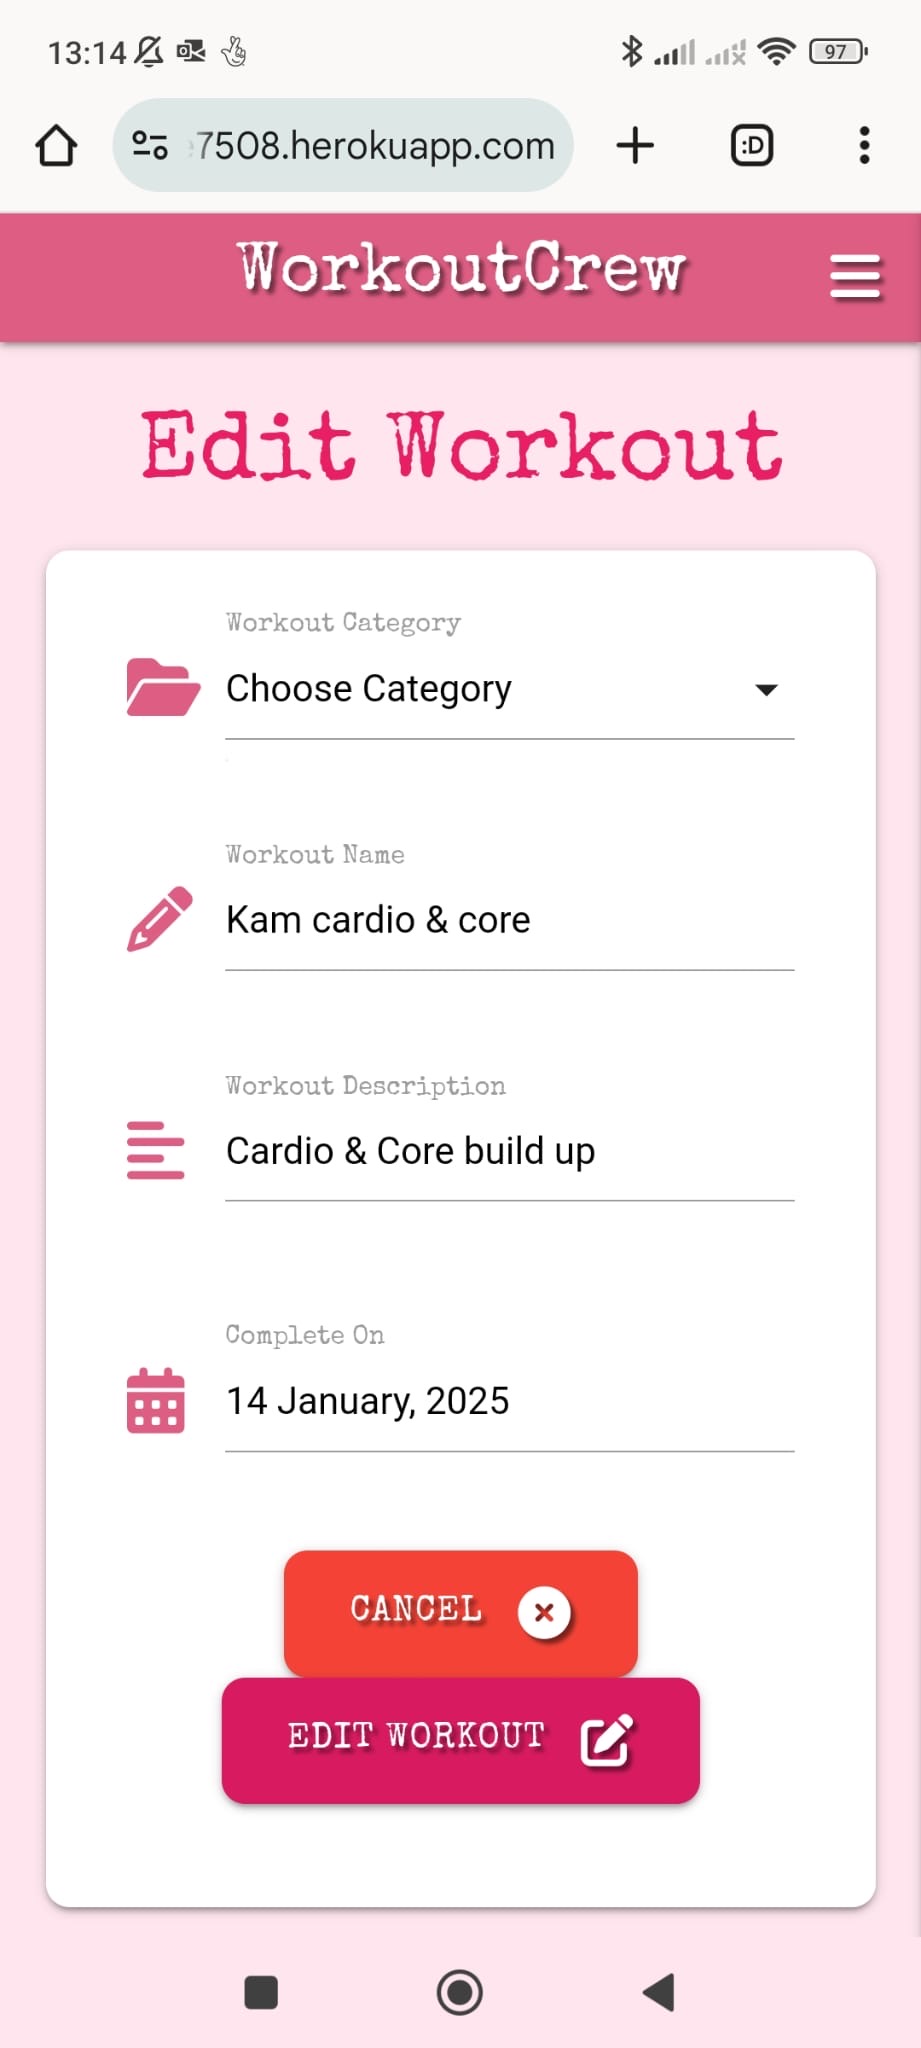 13:14
97
7508.herokuapp.com
:D
WorkoutCrew
Edit Workout
Workout Category
Choose Category
Workout Name
Kam cardio & core
Workout Description
Cardio & Core build up
Complete On
14 January, 2025
CANCEL
EDIT WORKOUT